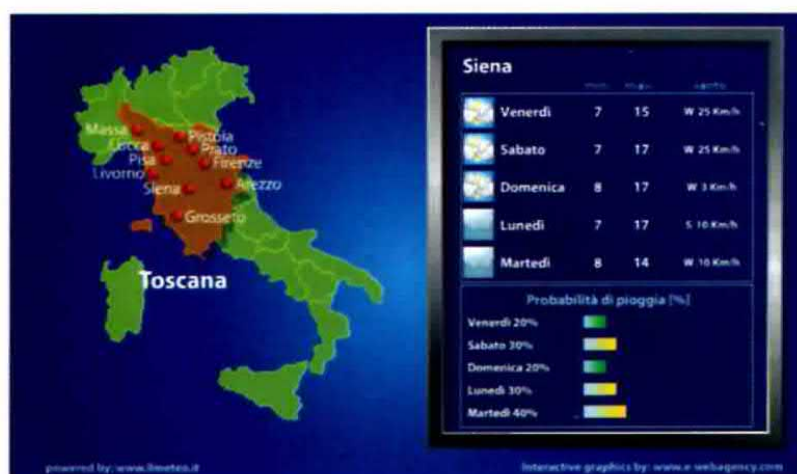 Massa
Pistoia
Lucca
Prato
Pisa
Firenze
Livorno
Siena
Arezzo
Grosseto
Toscana
Siena
min max vento
Venerdì 7 15 W 25 Km/h
Sabato 7 17 W 25 Km/h
Domenica 8 17 W 3 Km/h
Lunedì 7 17 S 10 Km/h
Martedì 8 14 W 10 Km/h
Probabilità di pioggia [%]
Venerdì 20%
Sabato 30%
Domenica 20%
Lunedì 30%
Martedì 40%
powered by: www.ilmeteo.it
Interactive graphics by: www.e-webagency.com